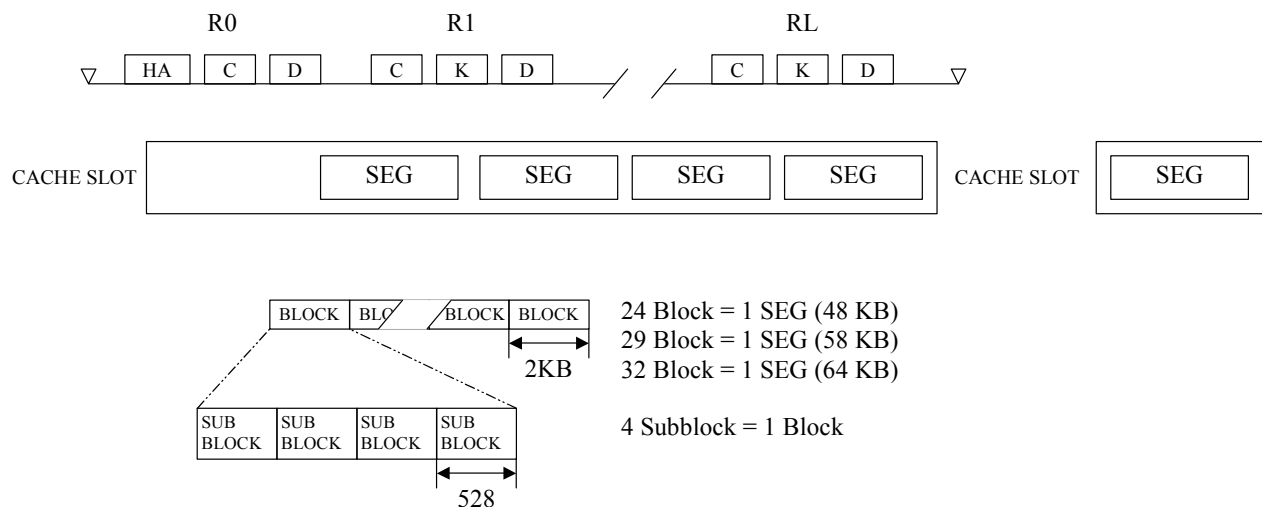 R0 R1 RL
HA C D C K D C K D
CACHE SLOT SEG SEG SEG SEG CACHE SLOT SEG
BLOCK BLOC BLOCK BLOCK
2KB
24 Block = 1 SEG (48 KB)
29 Block = 1 SEG (58 KB)
32 Block = 1 SEG (64 KB)
SUB BLOCK
SUB BLOCK
SUB BLOCK
SUB BLOCK
4 Subblock = 1 Block
528